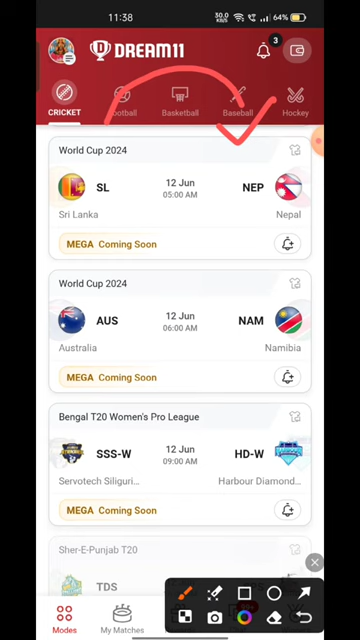 11:38
30.0
KB/S
64%
DREAM11
3
CRICKET
Football
Basketball
Baseball
Hockey
World Cup 2024
SL
12 Jun
05:00 AM
NEP
Sri Lanka
Nepal
MEGA Coming Soon
World Cup 2024
AUS
12 Jun
06:00 AM
NAM
Australia
Namibia
MEGA Coming Soon
Bengal T20 Women's Pro League
SSS-W
12 Jun
09:00 AM
HD-W
Servotech Siliguri...
Harbour Diamond...
MEGA Coming Soon
Sher-E-Punjab T20
TDS
Modes
My Matches